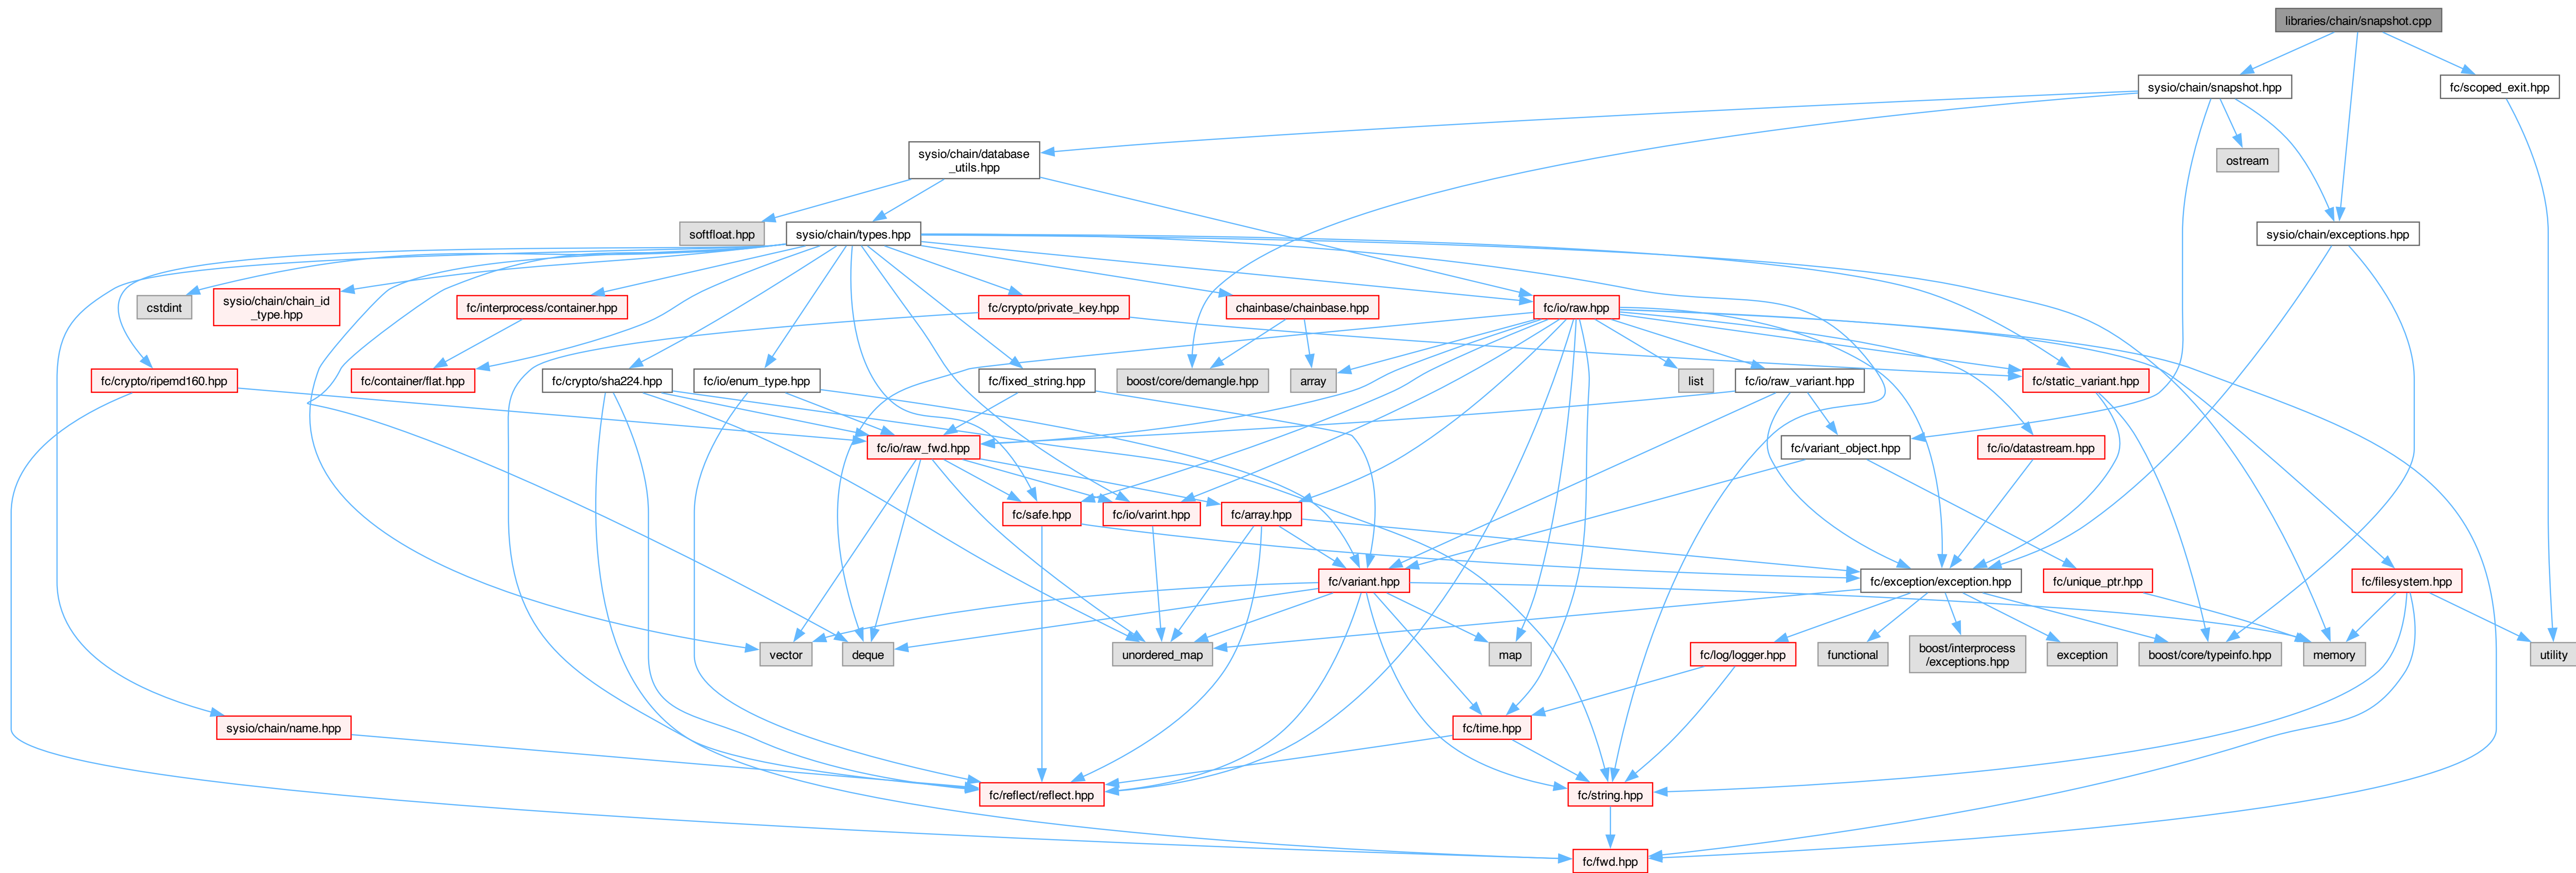 libraries/chain/snapshot.cpp
sysio/chain/snapshot.hpp
fc/scoped_exit.hpp
sysio/chain/database
_utils.hpp
ostream
softfloat.hpp
sysio/chain/types.hpp
sysio/chain/exceptions.hpp
cstdint
sysio/chain/chain_id
_type.hpp
fc/interprocess/container.hpp
fc/crypto/private_key.hpp
chainbase/chainbase.hpp
fc/io/raw.hpp
fc/crypto/ripemd160.hpp
fc/container/flat.hpp
fc/crypto/sha224.hpp
fc/io/enum_type.hpp
fc/fixed_string.hpp
boost/core/demangle.hpp
array
list
fc/io/raw_variant.hpp
fc/static_variant.hpp
fc/io/raw_fwd.hpp
fc/variant_object.hpp
fc/io/datastream.hpp
fc/safe.hpp
fc/io/varint.hpp
fc/array.hpp
fc/variant.hpp
fc/exception/exception.hpp
fc/unique_ptr.hpp
fc/filesystem.hpp
vector
deque
unordered_map
map
fc/log/logger.hpp
functional
boost/interprocess
/exceptions.hpp
exception
boost/core/typeinfo.hpp
memory
utility
sysio/chain/name.hpp
fc/time.hpp
fc/reflect/reflect.hpp
fc/string.hpp
fc/fwd.hpp